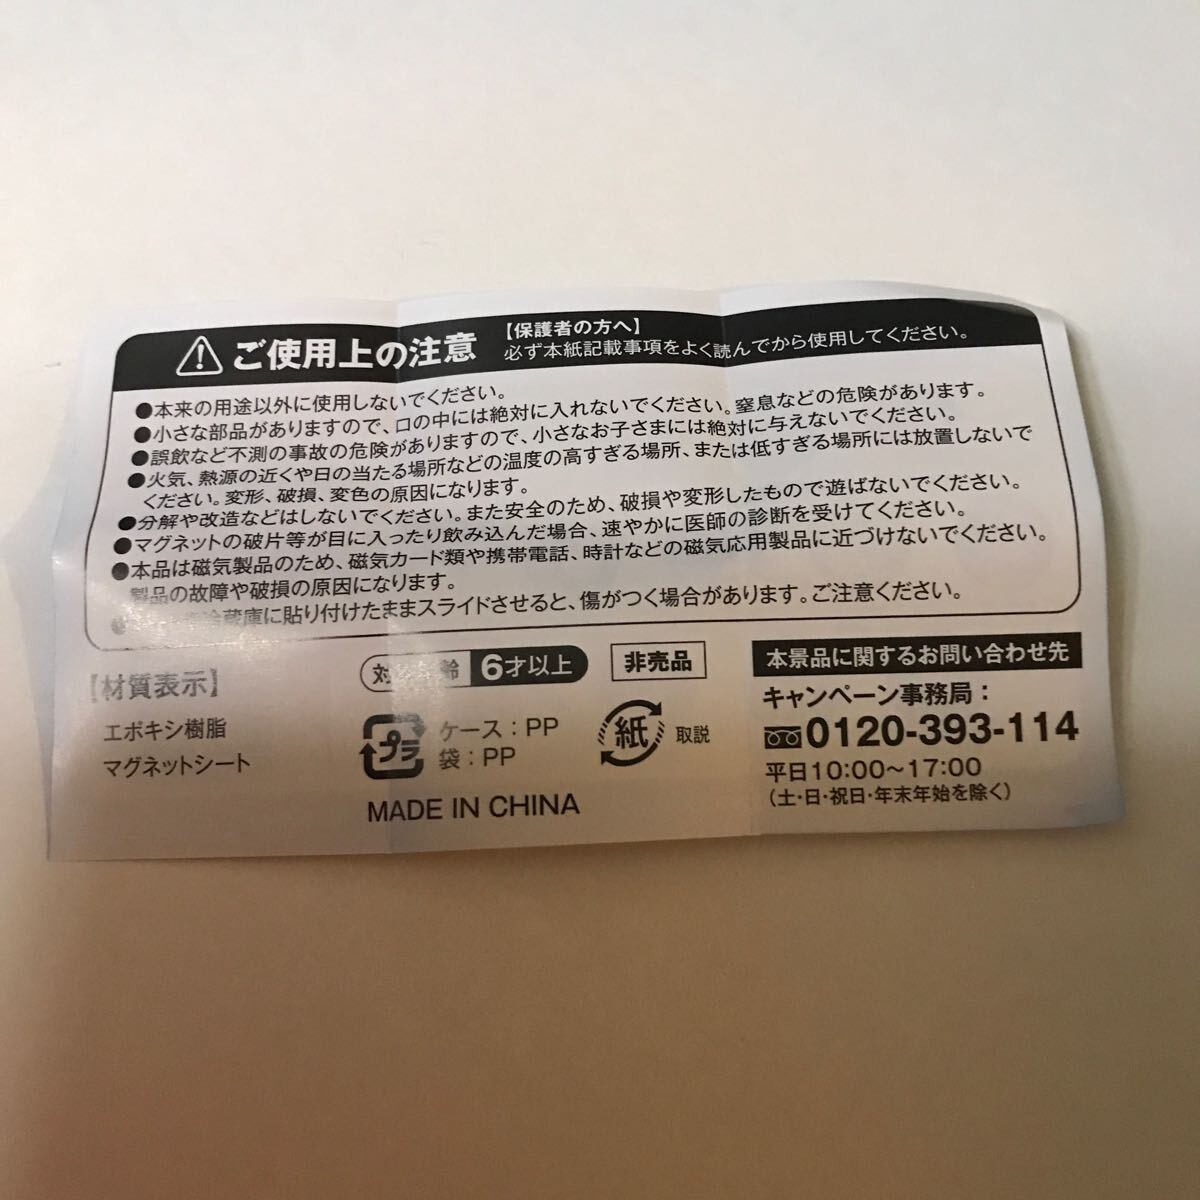 ご使用上の注意
【保護者の方へ】
必ず本紙記載事項をよく読んでから使用してください。
●本来の用途以外に使用しないでください。
●小さな部品がありますので、口の中には絶対に入れないでください。窒息などの危険があります。
●誤飲など不測の事故の危険がありますので、小さなお子さまには絶対に与えないでください。
●火気、熱源の近くや日の当たる場所などの温度の高すぎる場所、または低すぎる場所には放置しないで
ください。変形、破損、変色の原因になります。
●分解や改造などはしないでください。また安全のため、破損や変形したもので遊ばないでください。
●マグネットの破片等が目に入ったり飲み込んだ場合、速やかに医師の診断を受けてください。
●本品は磁気製品のため、磁気カード類や携帯電話、時計などの磁気応用製品に近づけないでください。
製品の故障や破損の原因になります。
●冷蔵庫に貼り付けたままスライドさせると、傷がつく場合があります。ご注意ください。
【材質表示】
エポキシ樹脂
マグネットシート
対 齢 6才以上
プラ
ケース：PP
袋：PP
MADE IN CHINA
非売品
紙
取説
本景品に関するお問い合わせ先
キャンペーン事務局：
0120-393-114
平日10:00～17:00
（土・日・祝日・年末年始を除く）